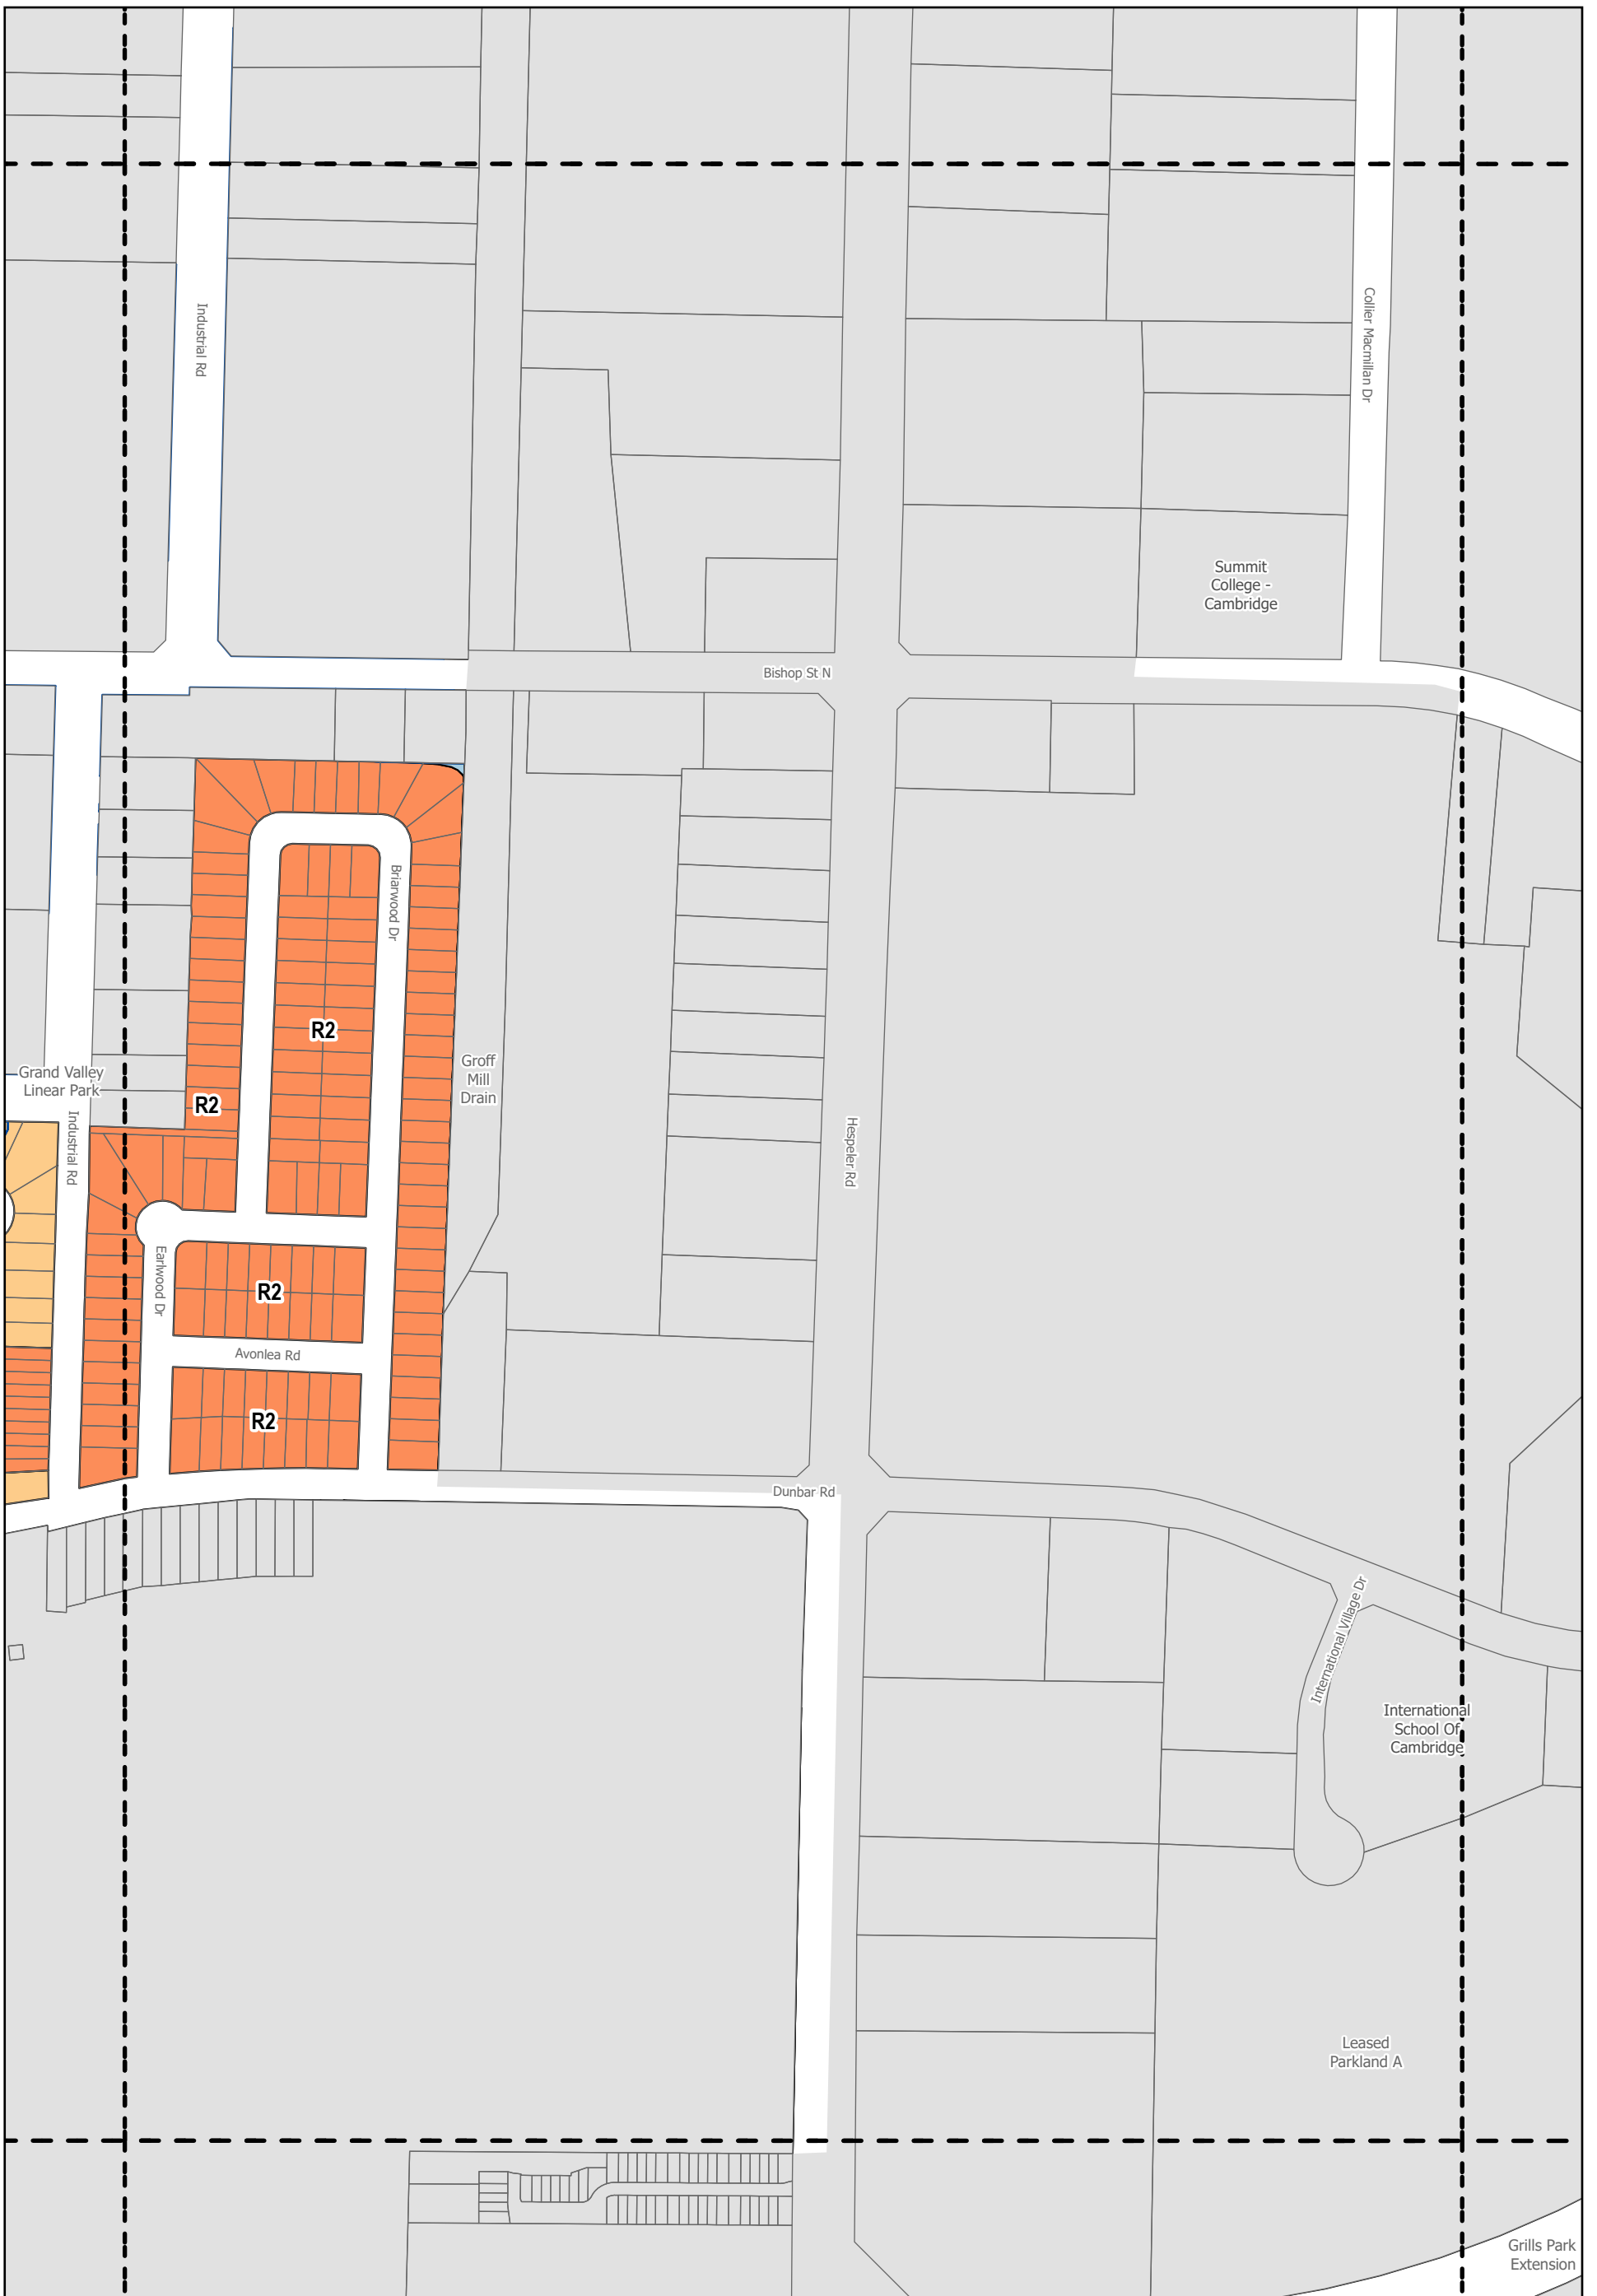 Industrial Rd
Collier Macmillan Dr
Summit
College -
Cambridge
Bishop St N
Briarwood Dr
R2
Groff
Mill
Drain
Grand Valley
Linear Park
R2
Industrial Rd
Hespeler Rd
Earlwood Dr
R2
Avonlea Rd
R2
Dunbar Rd
International Village Dr
International
School Of
Cambridge
Leased
Parkland A
Grills Park
Extension